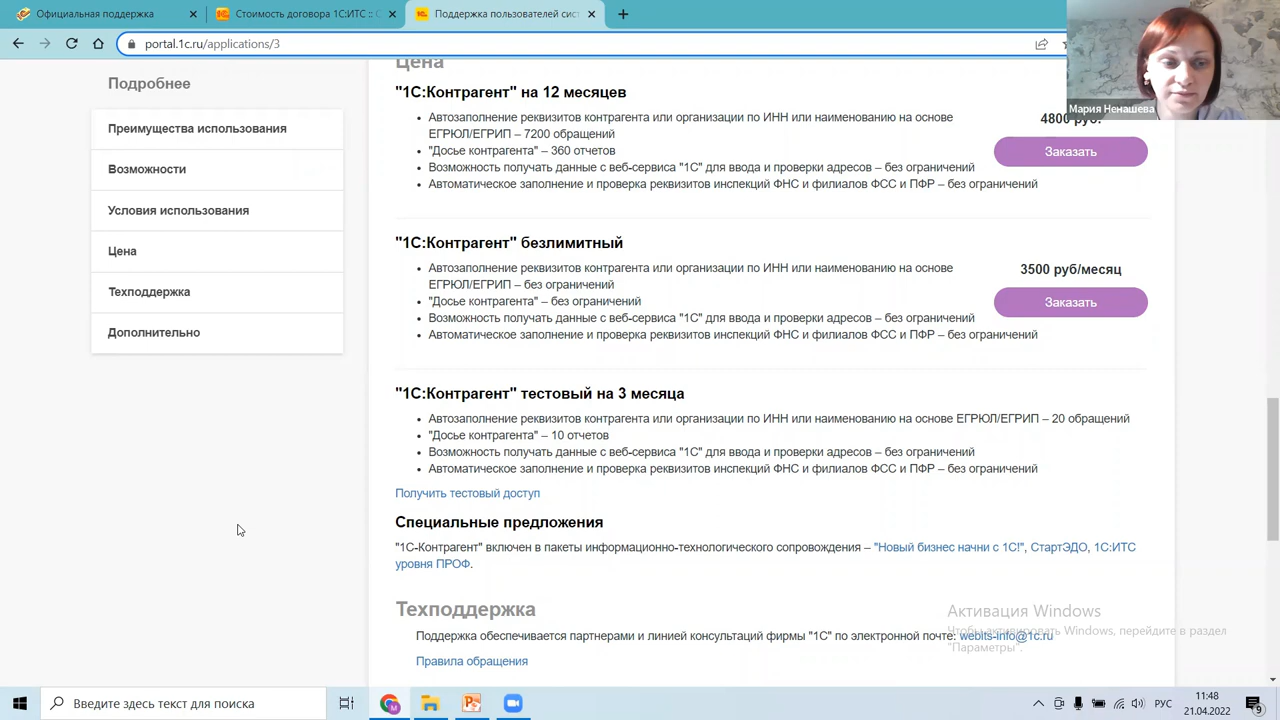 Официальная поддержка
Стоимость договора 1С:ИТС :: С
Поддержка пользователей сис
portal.1c.ru/applications/3
Мария Ненашева
Подробнее
Преимущества использования
Возможности
Условия использования
Цена
Техподдержка
Дополнительно
Цена
"1С:Контрагент" на 12 месяцев
4800 руб.
Автозаполнение реквизитов контрагента или организации по ИНН или наименованию на основе
ЕГРЮЛ/ЕГРИП – 7200 обращений
"Досье контрагента" – 360 отчетов
Возможность получать данные с веб-сервиса "1С" для ввода и проверки адресов – без ограничений
Автоматическое заполнение и проверка реквизитов инспекций ФНС и филиалов ФСС и ПФР – без ограничений
Заказать
"1С:Контрагент" безлимитный
3500 руб/месяц
Автозаполнение реквизитов контрагента или организации по ИНН или наименованию на основе
ЕГРЮЛ/ЕГРИП – без ограничений
"Досье контрагента" – без ограничений
Возможность получать данные с веб-сервиса "1С" для ввода и проверки адресов – без ограничений
Автоматическое заполнение и проверка реквизитов инспекций ФНС и филиалов ФСС и ПФР – без ограничений
Заказать
"1С:Контрагент" тестовый на 3 месяца
Автозаполнение реквизитов контрагента или организации по ИНН или наименованию на основе ЕГРЮЛ/ЕГРИП – 20 обращений
"Досье контрагента" – 10 отчетов
Возможность получать данные с веб-сервиса "1С" для ввода и проверки адресов – без ограничений
Автоматическое заполнение и проверка реквизитов инспекций ФНС и филиалов ФСС и ПФР – без ограничений
Получить тестовый доступ
Специальные предложения
"1С-Контрагент" включен в пакеты информационно-технологического сопровождения – "Новый бизнес начни с 1С!", СтартЭДО, 1С:ИТС
уровня ПРОФ.
Техподдержка
Поддержка обеспечивается партнерами и линией консультаций фирмы "1С" по электронной почте: webits-info@1c.ru
Правила обращения
Активация Windows
Чтобы активировать Windows, перейдите в раздел
"Параметры".
Введите здесь текст для поиска
РУС
11:48
21.04.2022
9